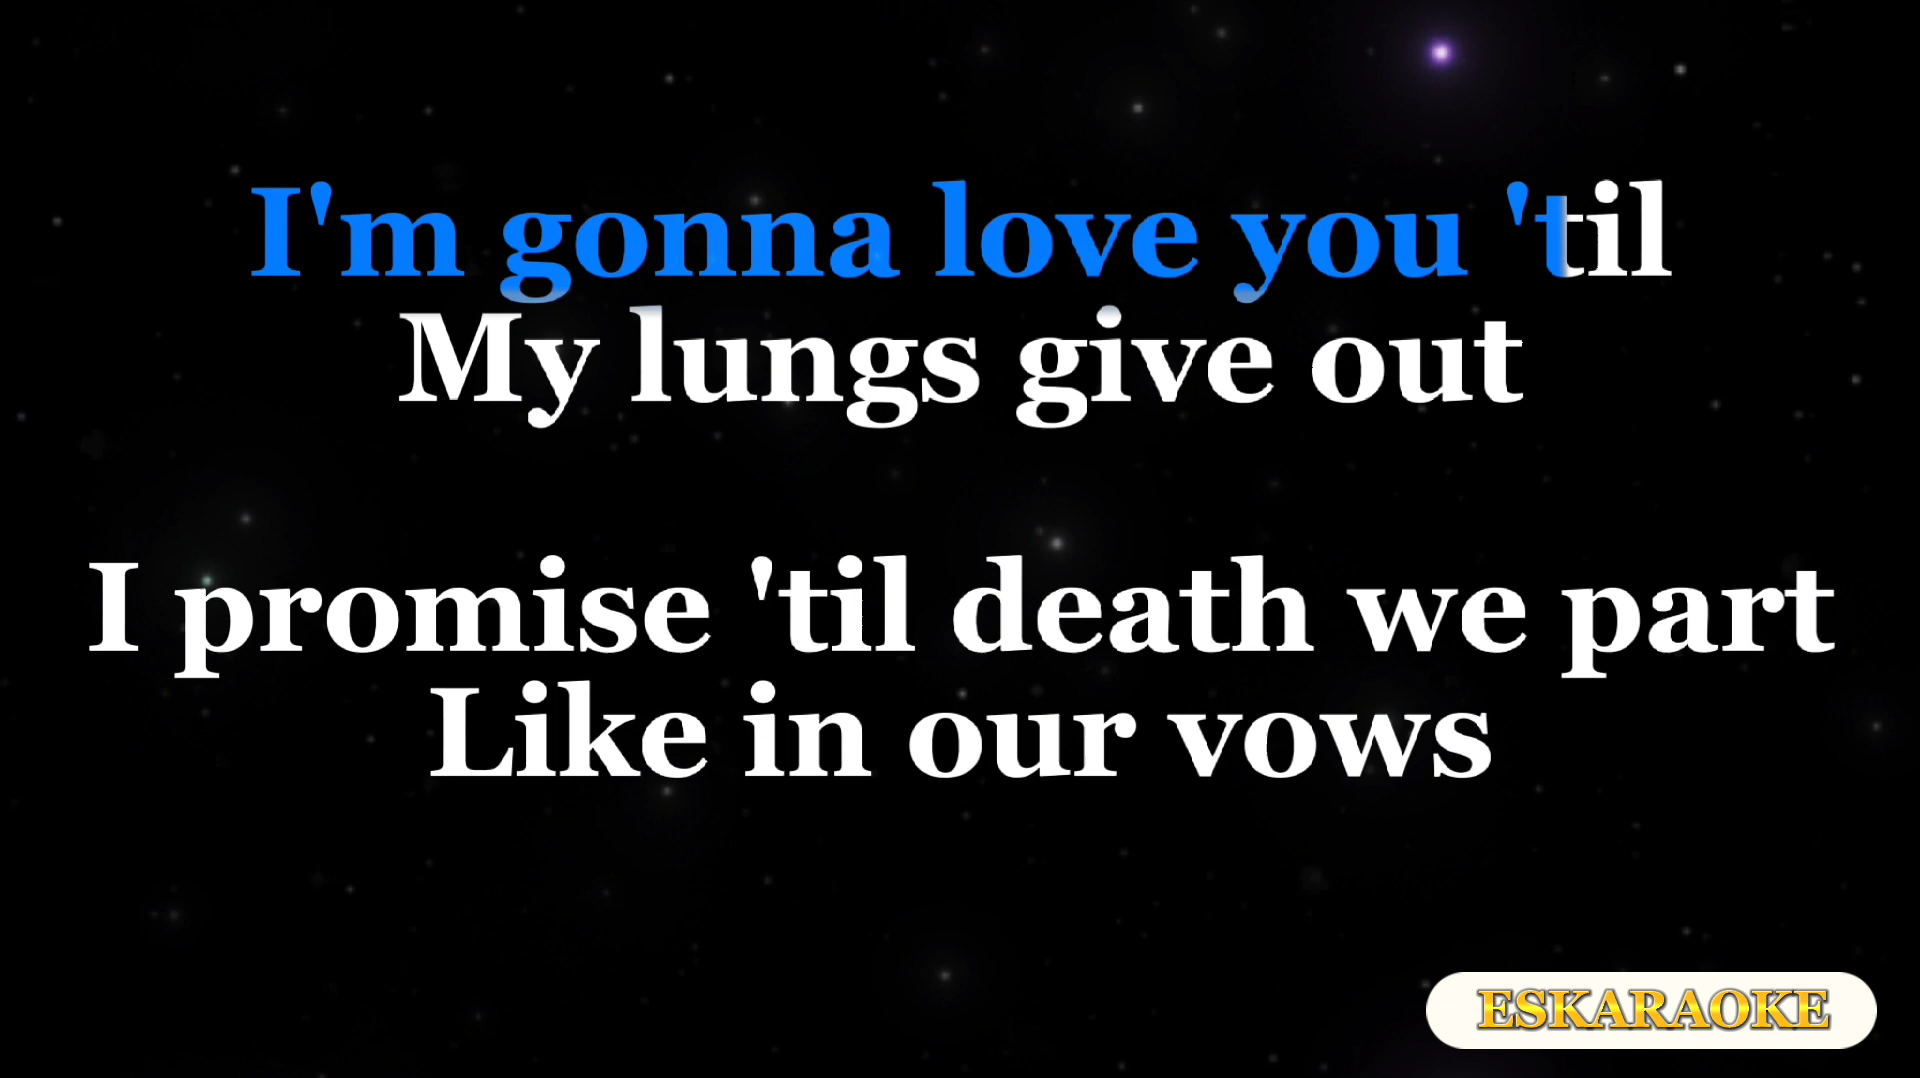 I'm gonna love you 'til
My lungs give out
I promise 'til death we part
Like in our vows
ESKARAOKE